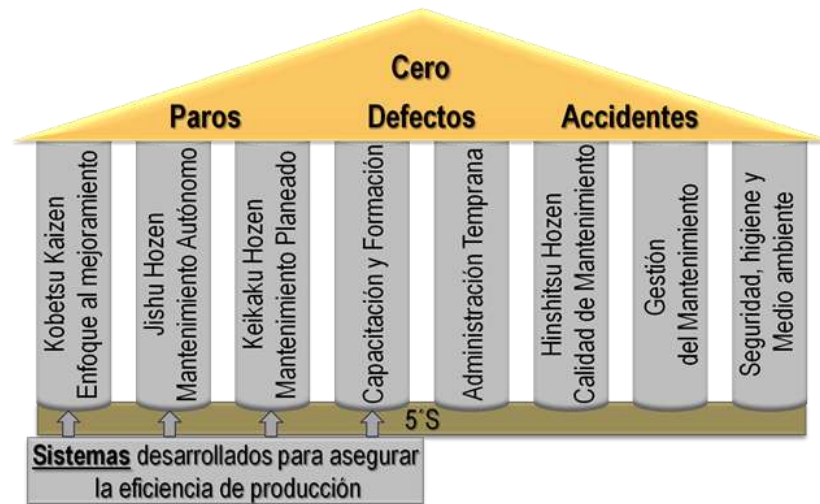 Cero
Paros Defectos Accidentes
Kobetsu Kaizen
Enfoque al mejoramiento
Jishu Hozen
Mantenimiento Autónomo
Keikaku Hozen
Mantenimiento Planeado
Capacitación y Formación
Administración Temprana
Hinshitsu Hozen
Calidad de Mantenimiento
Gestión
del Mantenimiento
Seguridad, higiene y
Medio ambiente
5´S
Sistemas desarrollados para asegurar
la eficiencia de producción